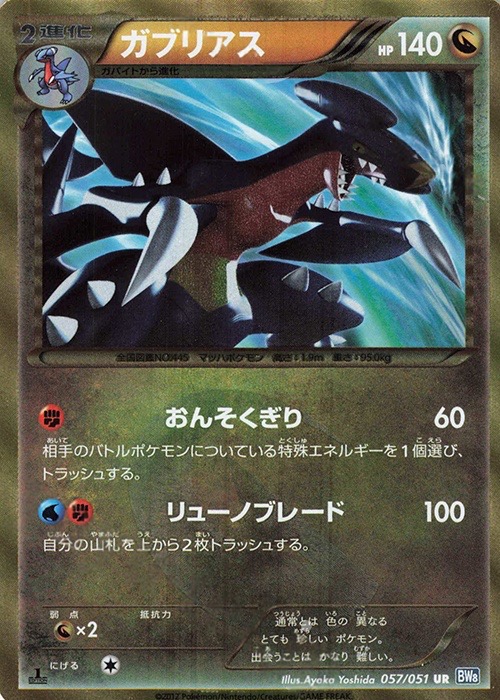 2進化
ガブリアス
HP140
ガバイトから進化
全国図鑑NO.445 マッハポケモン 高さ:1.9m 重さ:95.0kg
おんそくぎり 60
相手のバトルポケモンについている特殊エネルギーを1個選び、
トラッシュする。
リューノブレード 100
自分の山札を上から2枚トラッシュする。
弱点 抵抗力
×2
にげる
通常とは 色の 異なる
とても 珍しい ポケモン。
出会うことは かなり 難しい。
Illus.Ayaka Yoshida 057/051 UR BW8
©2012 Pokémon/Nintendo/Creatures/GAME FREAK.